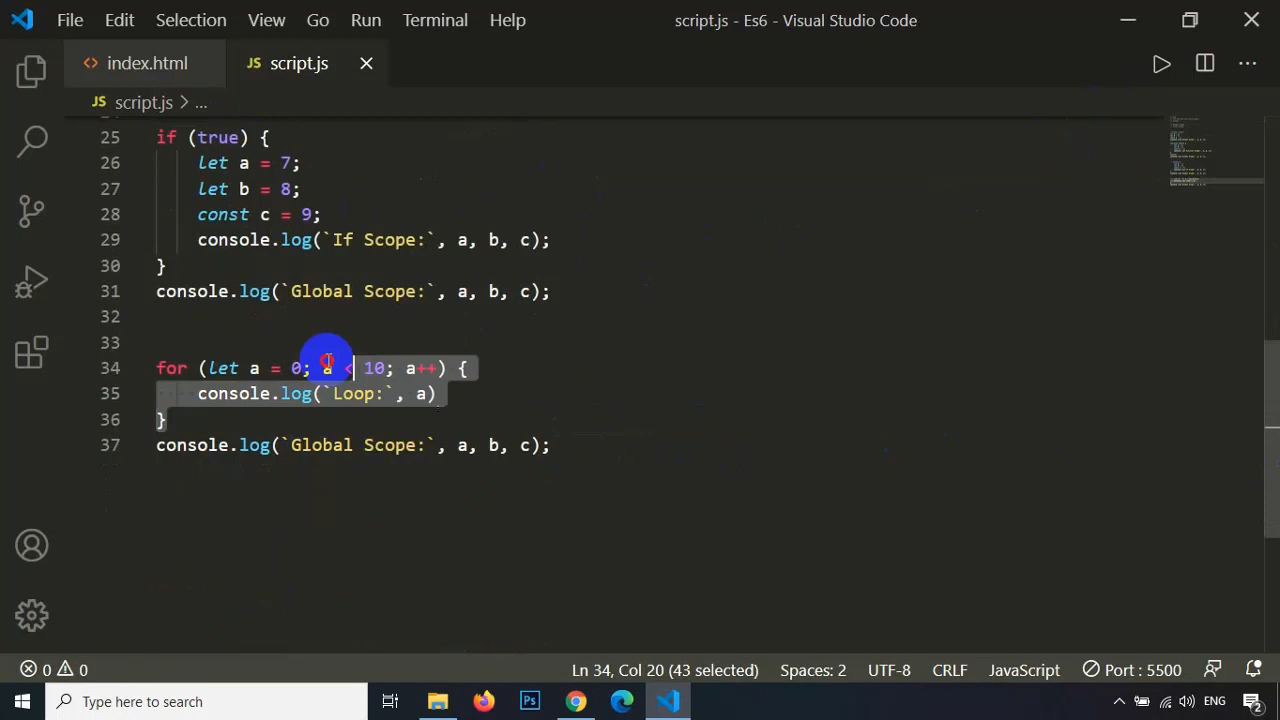 File Edit Selection View Go Run Terminal Help script.js - Es6 - Visual Studio Code
<> index.html JS script.js
JS script.js > ...
25 if (true) {
26 let a = 7;
27 let b = 8;
28 const c = 9;
29 console.log(`If Scope:`, a, b, c);
30 }
31 console.log(`Global Scope:`, a, b, c);
32
33
34 for (let a = 0; a < 10; a++) {
35 console.log(`Loop:`, a)
36 }
37 console.log(`Global Scope:`, a, b, c);
0 0 Ln 34, Col 20 (43 selected) Spaces: 2 UTF-8 CRLF JavaScript Port : 5500
Type here to search Ps ENG 2